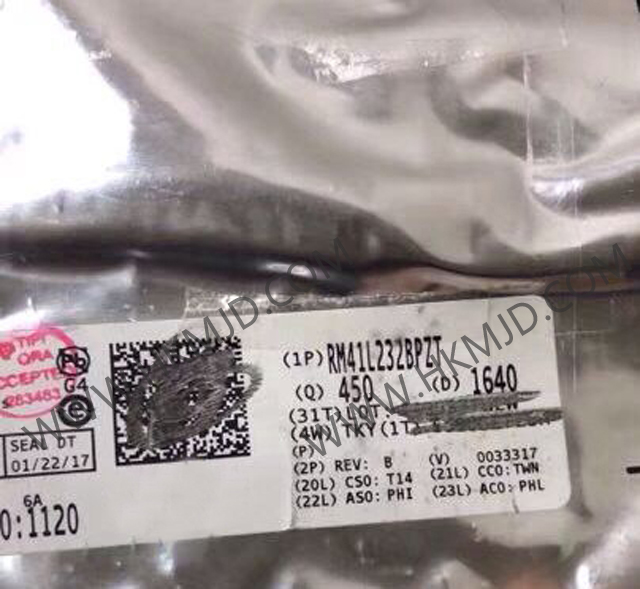 TIPI
QRA
ACCEPTED
283463
Pb
G4
e
SEAL DT
01/22/17
6A
0:1120
(1P) RM41L232BPZT
(Q) 450 (D) 1640
(31T) LOT:
(4W) TKY (1T)
(P)
(2P) REV: B (V) 0033317
(20L) CSO: T14 (21L) CCO: TWN
(22L) ASO: PHI (23L) ACO: PHL
WWW.HKMJD.COM
WWW.HKMJD.COM